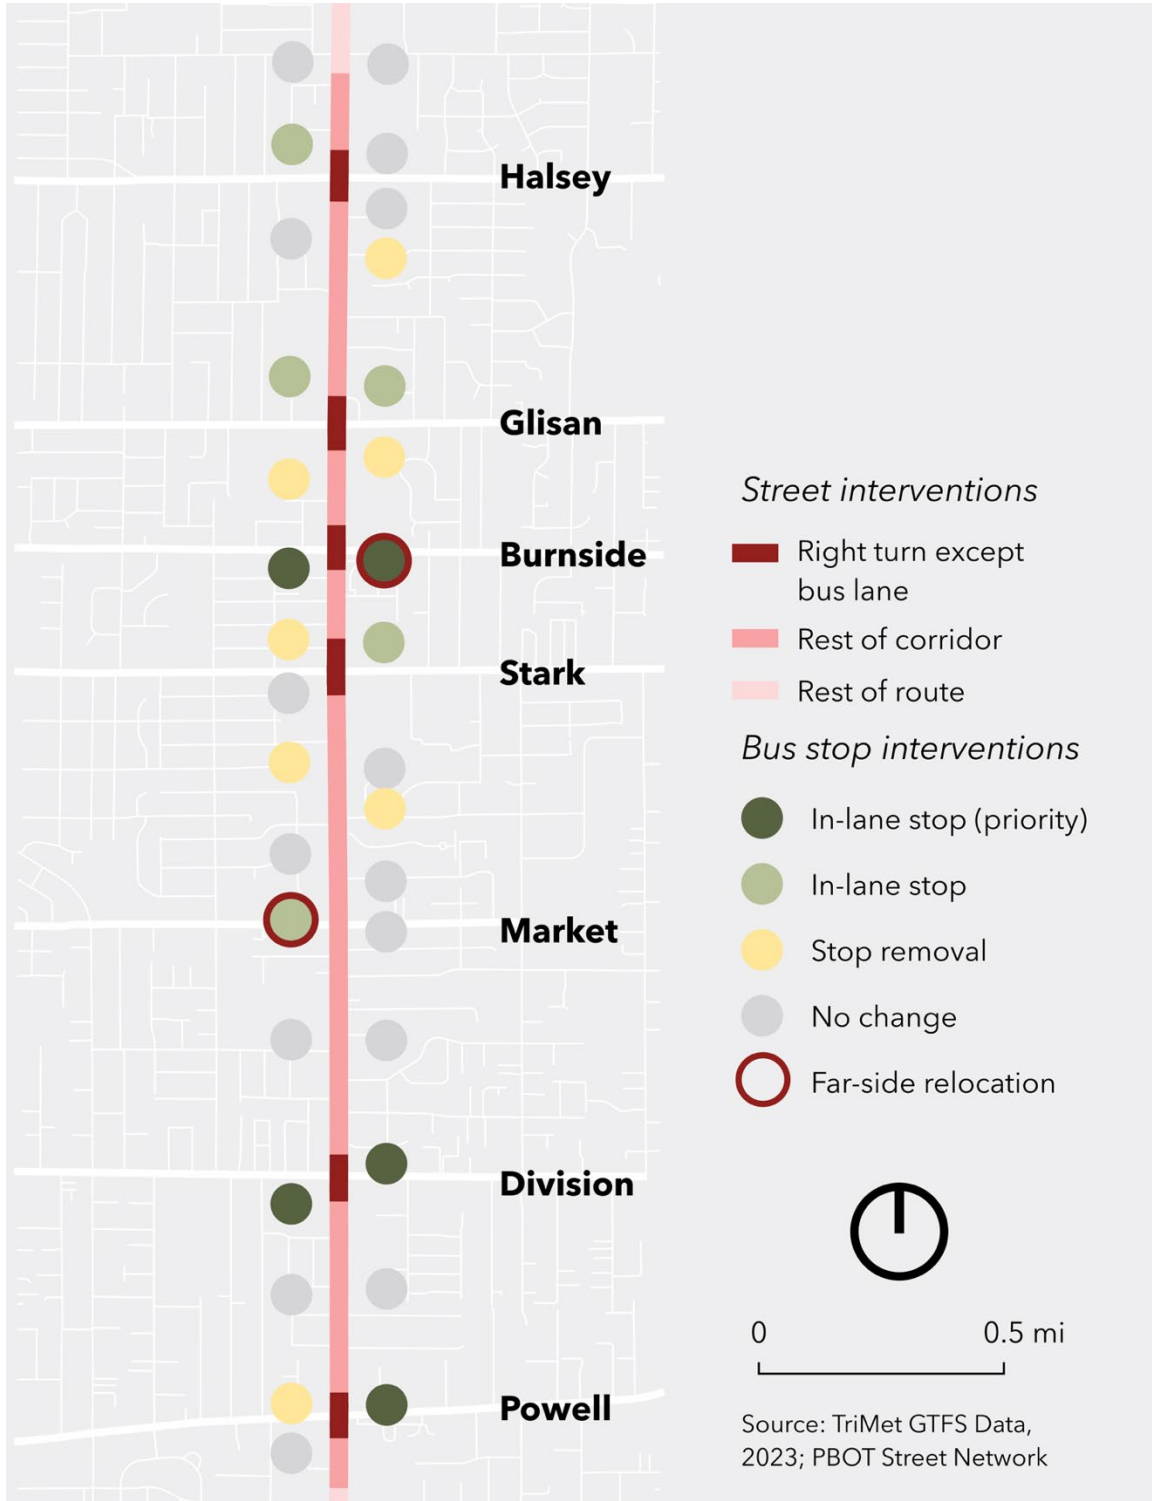 Halsey
Glisan
Burnside
Stark
Market
Division
Powell
Street interventions
Right turn except
bus lane
Rest of corridor
Rest of route
Bus stop interventions
In-lane stop (priority)
In-lane stop
Stop removal
No change
Far-side relocation
0 0.5 mi
Source: TriMet GTFS Data,
2023; PBOT Street Network